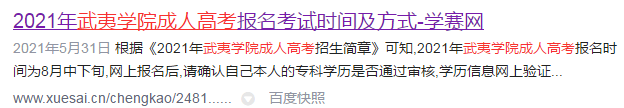 2021年武夷学院成人高考报名考试时间及方式-学赛网
2021年5月31日 根据《2021年武夷学院成人高考招生简章》可知,2021年武夷学院成人高考报名时
间为8月中下旬,网上报名后,请确认自己本人的专科学历是否通过审核,学历信息网上验证...
www.xuesai.cn/chengkao/2481...... 百度快照